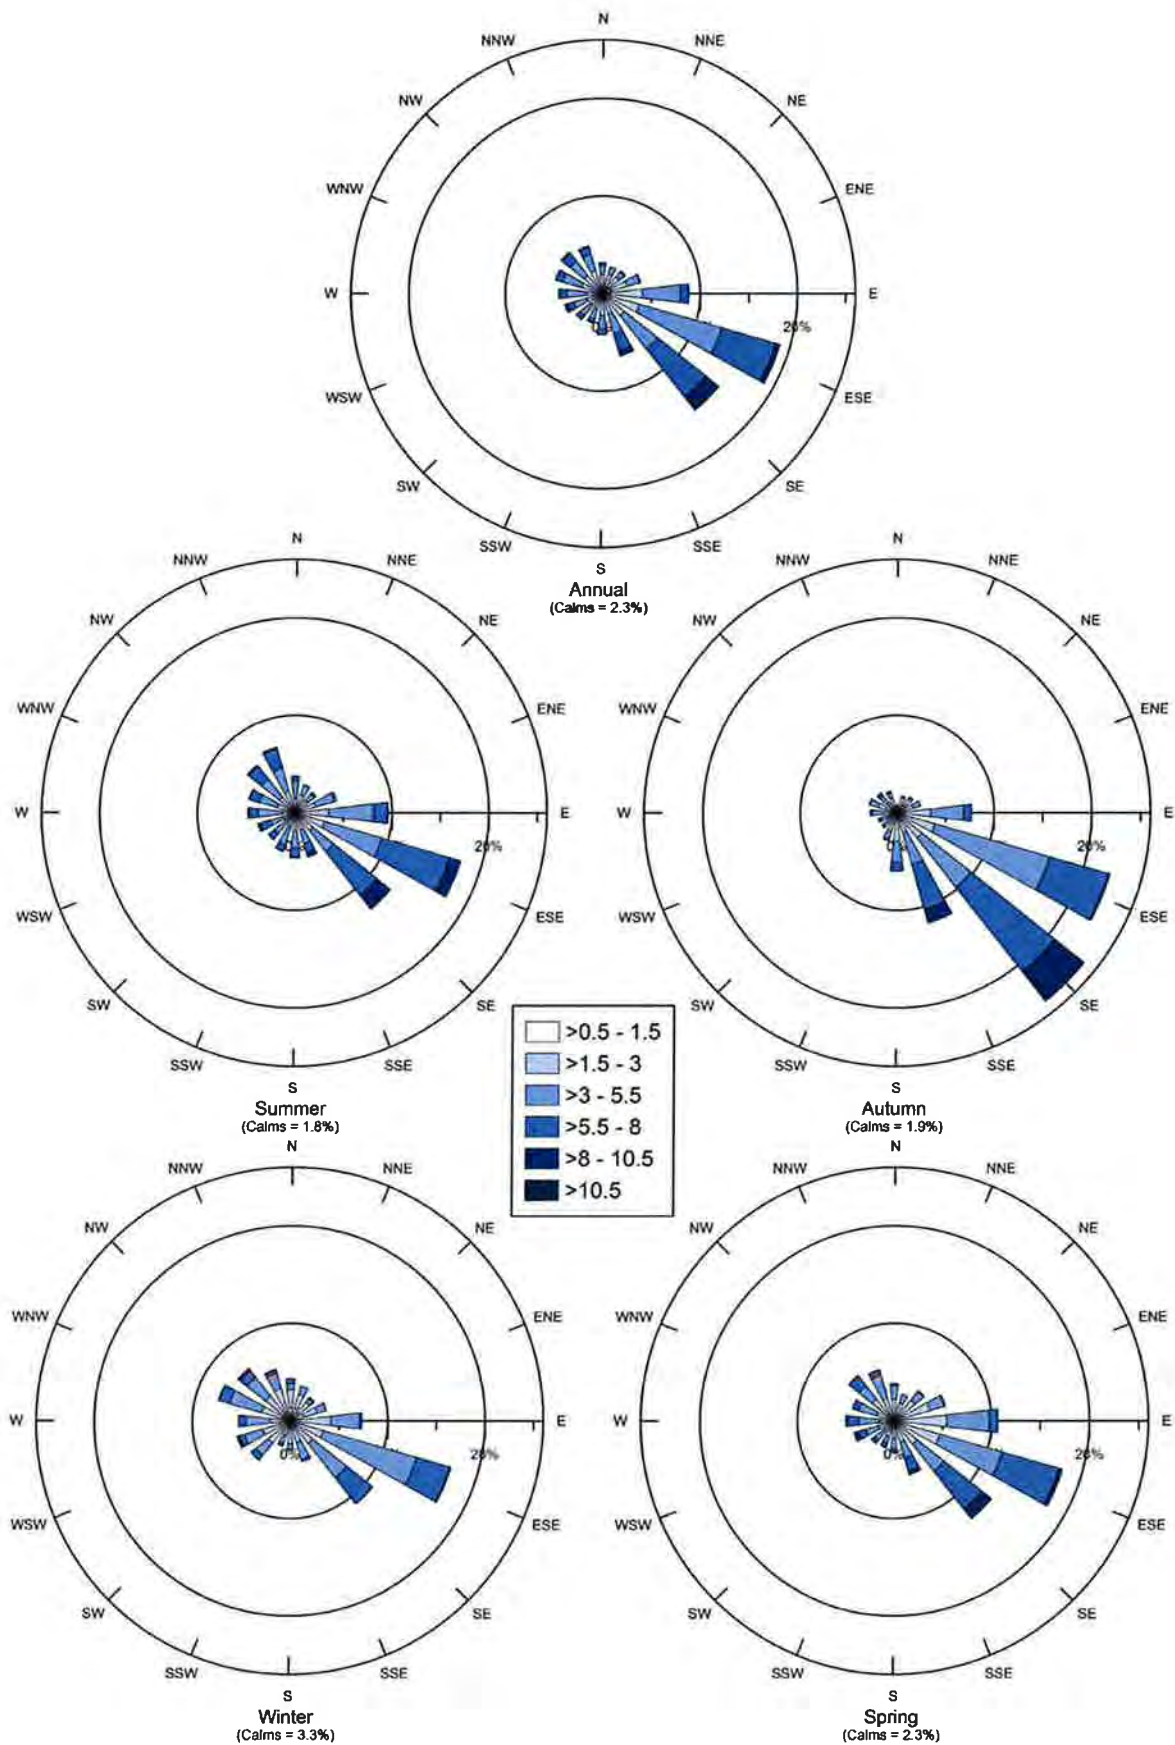 N
NNW
NNE
NW
NE
WNW
ENE
W
E
20%
WSW
ESE
SW
SE
SSW
SSE
S
Annual
(Calms = 2.3%)
N
NNW
NNE
NW
NE
WNW
ENE
W
E
20%
WSW
ESE
SW
SE
SSW
SSE
S
Summer
(Calms = 1.8%)
N
NNW
NNE
NW
NE
WNW
ENE
W
E
0%
20%
WSW
ESE
SW
SE
SSW
SSE
S
Autumn
(Calms = 1.9%)
>0.5 - 1.5
>1.5 - 3
>3 - 5.5
>5.5 - 8
>8 - 10.5
>10.5
N
NNW
NNE
NW
NE
WNW
ENE
W
E
0%
20%
WSW
ESE
SW
SE
SSW
SSE
S
Winter
(Calms = 3.3%)
N
NNW
NNE
NW
NE
WNW
ENE
W
E
0%
20%
WSW
ESE
SW
SE
SSW
SSE
S
Spring
(Calms = 2.3%)